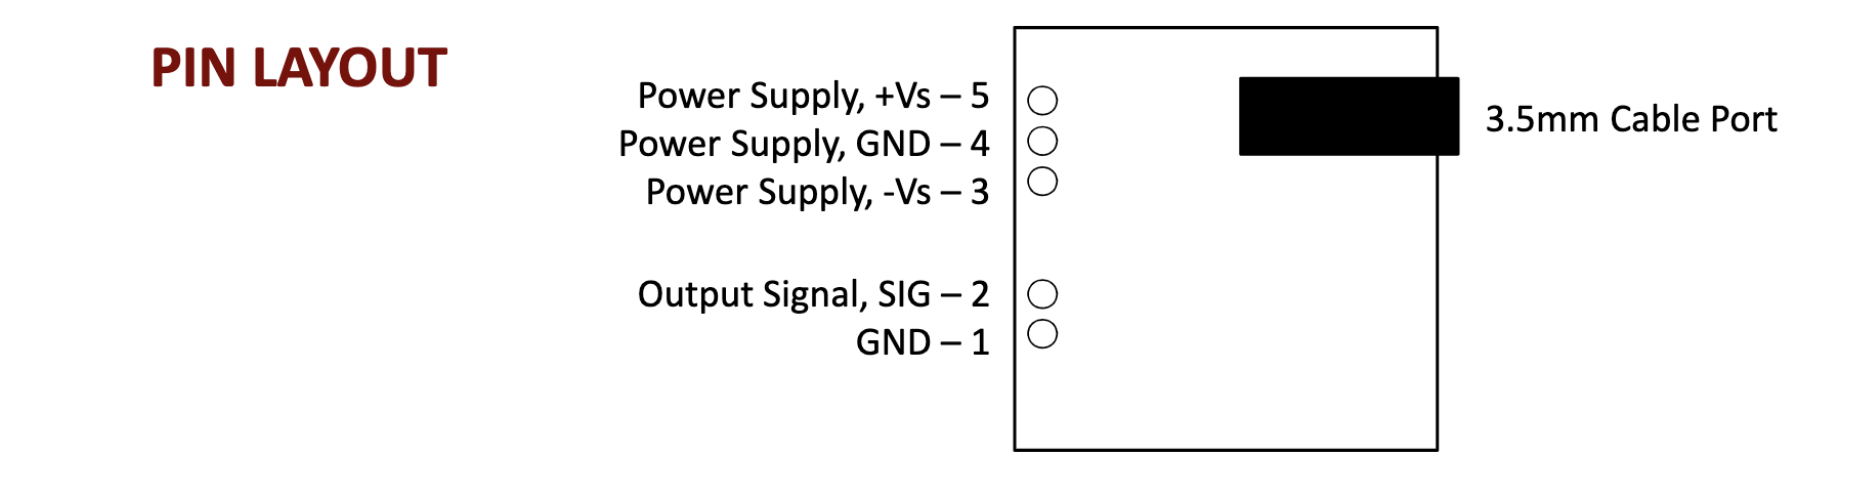 PIN LAYOUT
Power Supply, +Vs – 5
Power Supply, GND – 4
Power Supply, -Vs – 3
3.5mm Cable Port
Output Signal, SIG – 2
GND – 1